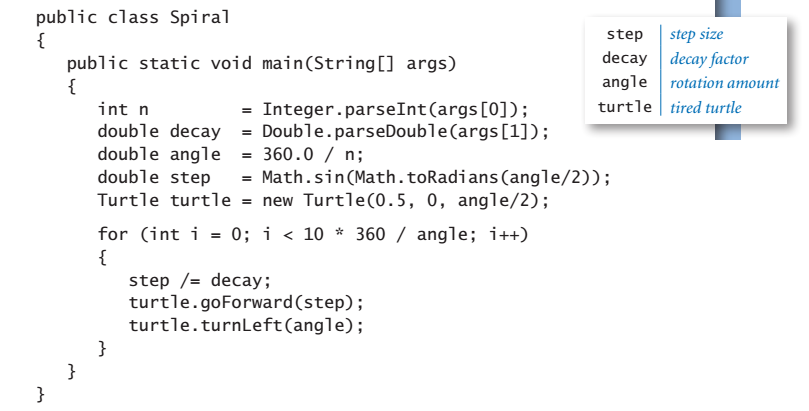 public class Spiral
{
   public static void main(String[] args)
   {
      int n        = Integer.parseInt(args[0]);
      double decay = Double.parseDouble(args[1]);
      double angle = 360.0 / n;
      double step  = Math.sin(Math.toRadians(angle/2));
      Turtle turtle = new Turtle(0.5, 0, angle/2);
      for (int i = 0; i < 10 * 360 / angle; i++)
      {
         step /= decay;
         turtle.goForward(step);
         turtle.turnLeft(angle);
      }
   }
}
step step size
decay decay factor
angle rotation amount
turtle tired turtle